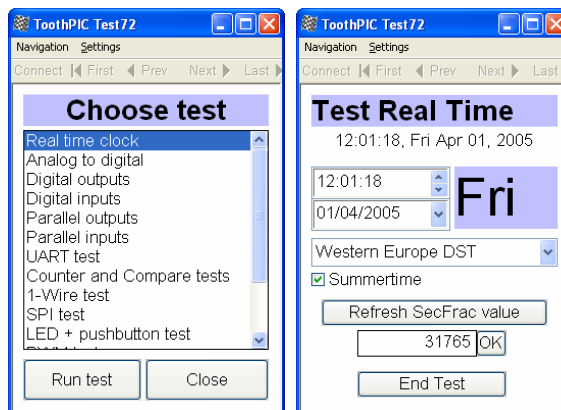 ToothPIC Test72
Navigation Settings
Connect First Prev Next Last
Choose test
Real time clock
Analog to digital
Digital outputs
Digital inputs
Parallel outputs
Parallel inputs
UART test
Counter and Compare tests
1-Wire test
SPI test
LED + pushbutton test
Run test
Close
ToothPIC Test72
Navigation Settings
Connect First Prev Next Last
Test Real Time
12:01:18, Fri Apr 01, 2005
12:01:18
01/04/2005
Fri
Western Europe DST
Summertime
Refresh SecFrac value
31765 OK
End Test